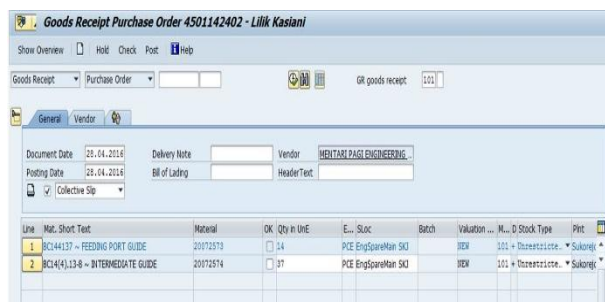 Goods Receipt Purchase Order 4501142402 - Lilik Kasiani
Show Overview Hold Check Post Help
Goods Receipt Purchase Order GR goods receipt 101
General Vendor
Document Date 28.04.2016 Delivery Note Vendor MENTARI PAGI ENGINEERING ..
Posting Date 28.04.2016 Bill of Lading HeaderText
Collective Slip
Line Mat. Short Text Material OK Qty in UnE E... SLoc Batch Valuation ... M... D Stock Type Plnt
1 BC144137 ~ FEEDING PORT GUIDE 20072573 14 PCE EngSpareMain SKJ NEW 101 + Unrestricte.. Sukorejc
2 BC14(4).13-8 ~ INTERMEDIATE GUIDE 20072574 37 PCE EngSpareMain SKJ NEW 101 + Unrestricte.. Sukorejc